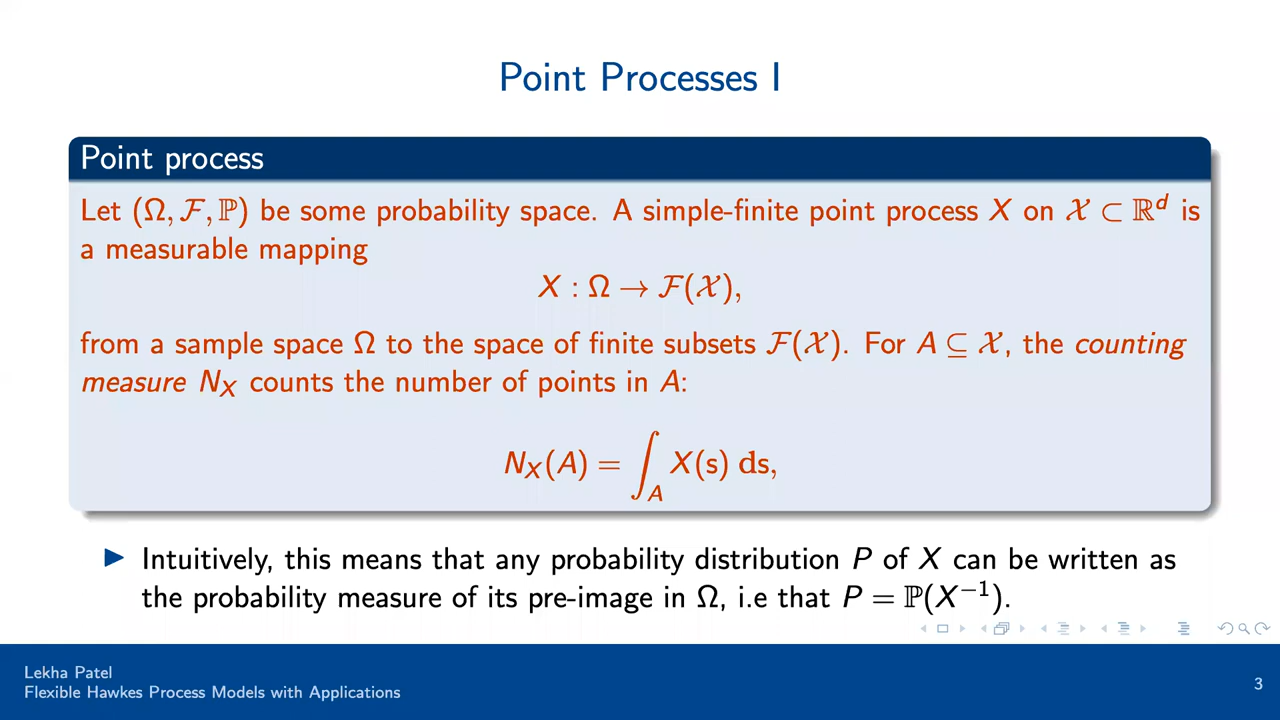 Point Processes I
Point process
Let (Ω, ℱ, ℙ) be some probability space. A simple-finite point process X on 𝒳 ⊂ ℝᵈ is
a measurable mapping
X : Ω → ℱ(𝒳),
from a sample space Ω to the space of finite subsets ℱ(𝒳). For A ⊆ 𝒳, the counting
measure N_X counts the number of points in A:
N_X(A) = ∫_A X(s) ds,
Intuitively, this means that any probability distribution P of X can be written as
the probability measure of its pre-image in Ω, i.e that P = ℙ(X⁻¹).
Lekha Patel
Flexible Hawkes Process Models with Applications
3